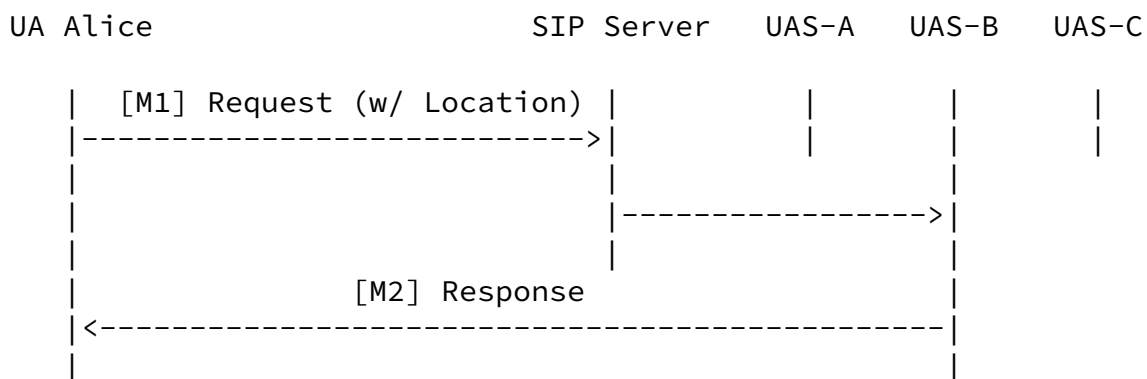 UA Alice SIP Server UAS-A UAS-B UAS-C
[M1] Request (w/ Location)
[M2] Response